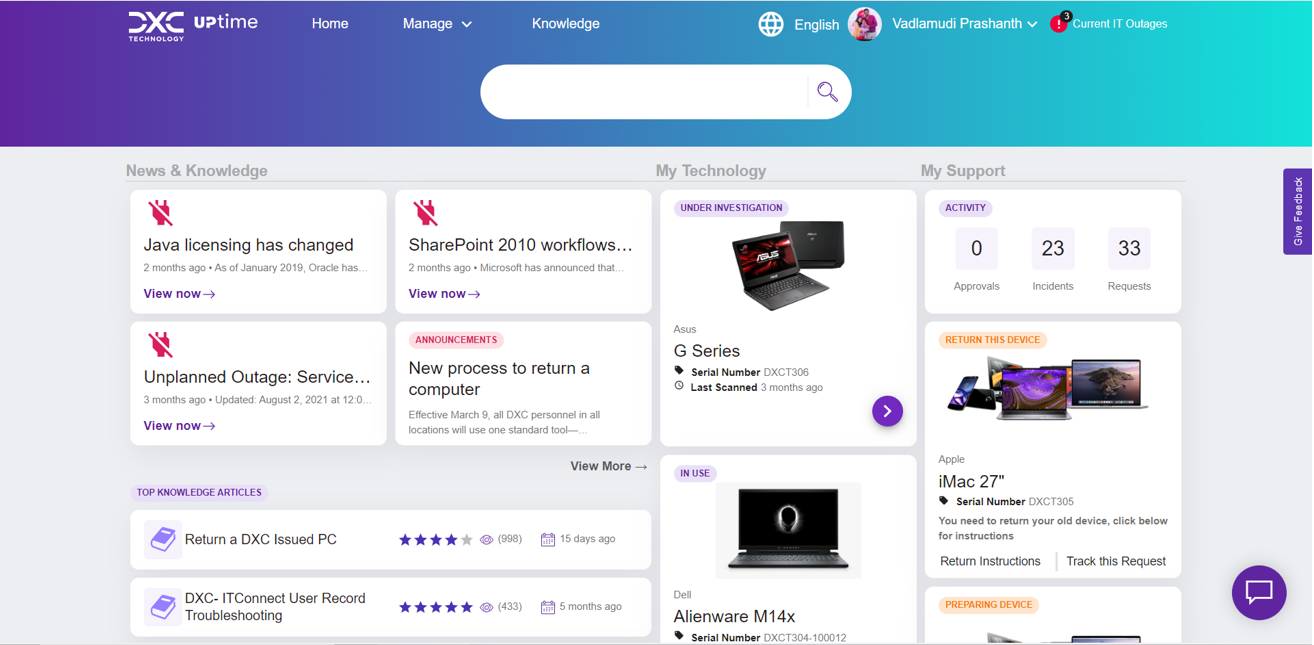 DXC TECHNOLOGY UPtime
Home
Manage
Knowledge
English
Vadlamudi Prashanth
3
Current IT Outages
Give Feedback
News & Knowledge
Java licensing has changed
2 months ago • As of January 2019, Oracle has...
View now→
SharePoint 2010 workflows...
2 months ago • Microsoft has announced that...
View now→
Unplanned Outage: Service...
3 months ago • Updated: August 2, 2021 at 12:0...
View now→
ANNOUNCEMENTS
New process to return a
computer
Effective March 9, all DXC personnel in all
locations will use one standard tool—...
View More →
TOP KNOWLEDGE ARTICLES
Return a DXC Issued PC
(998)
15 days ago
DXC- ITConnect User Record
Troubleshooting
(433)
5 months ago
My Technology
UNDER INVESTIGATION
ASUS
Asus
G Series
Serial Number DXCT306
Last Scanned 3 months ago
IN USE
Dell
Alienware M14x
Serial Number DXCT304-100012
My Support
ACTIVITY
0
Approvals
23
Incidents
33
Requests
RETURN THIS DEVICE
Apple
iMac 27"
Serial Number DXCT305
You need to return your old device, click below
for instructions
Return Instructions
Track this Request
PREPARING DEVICE